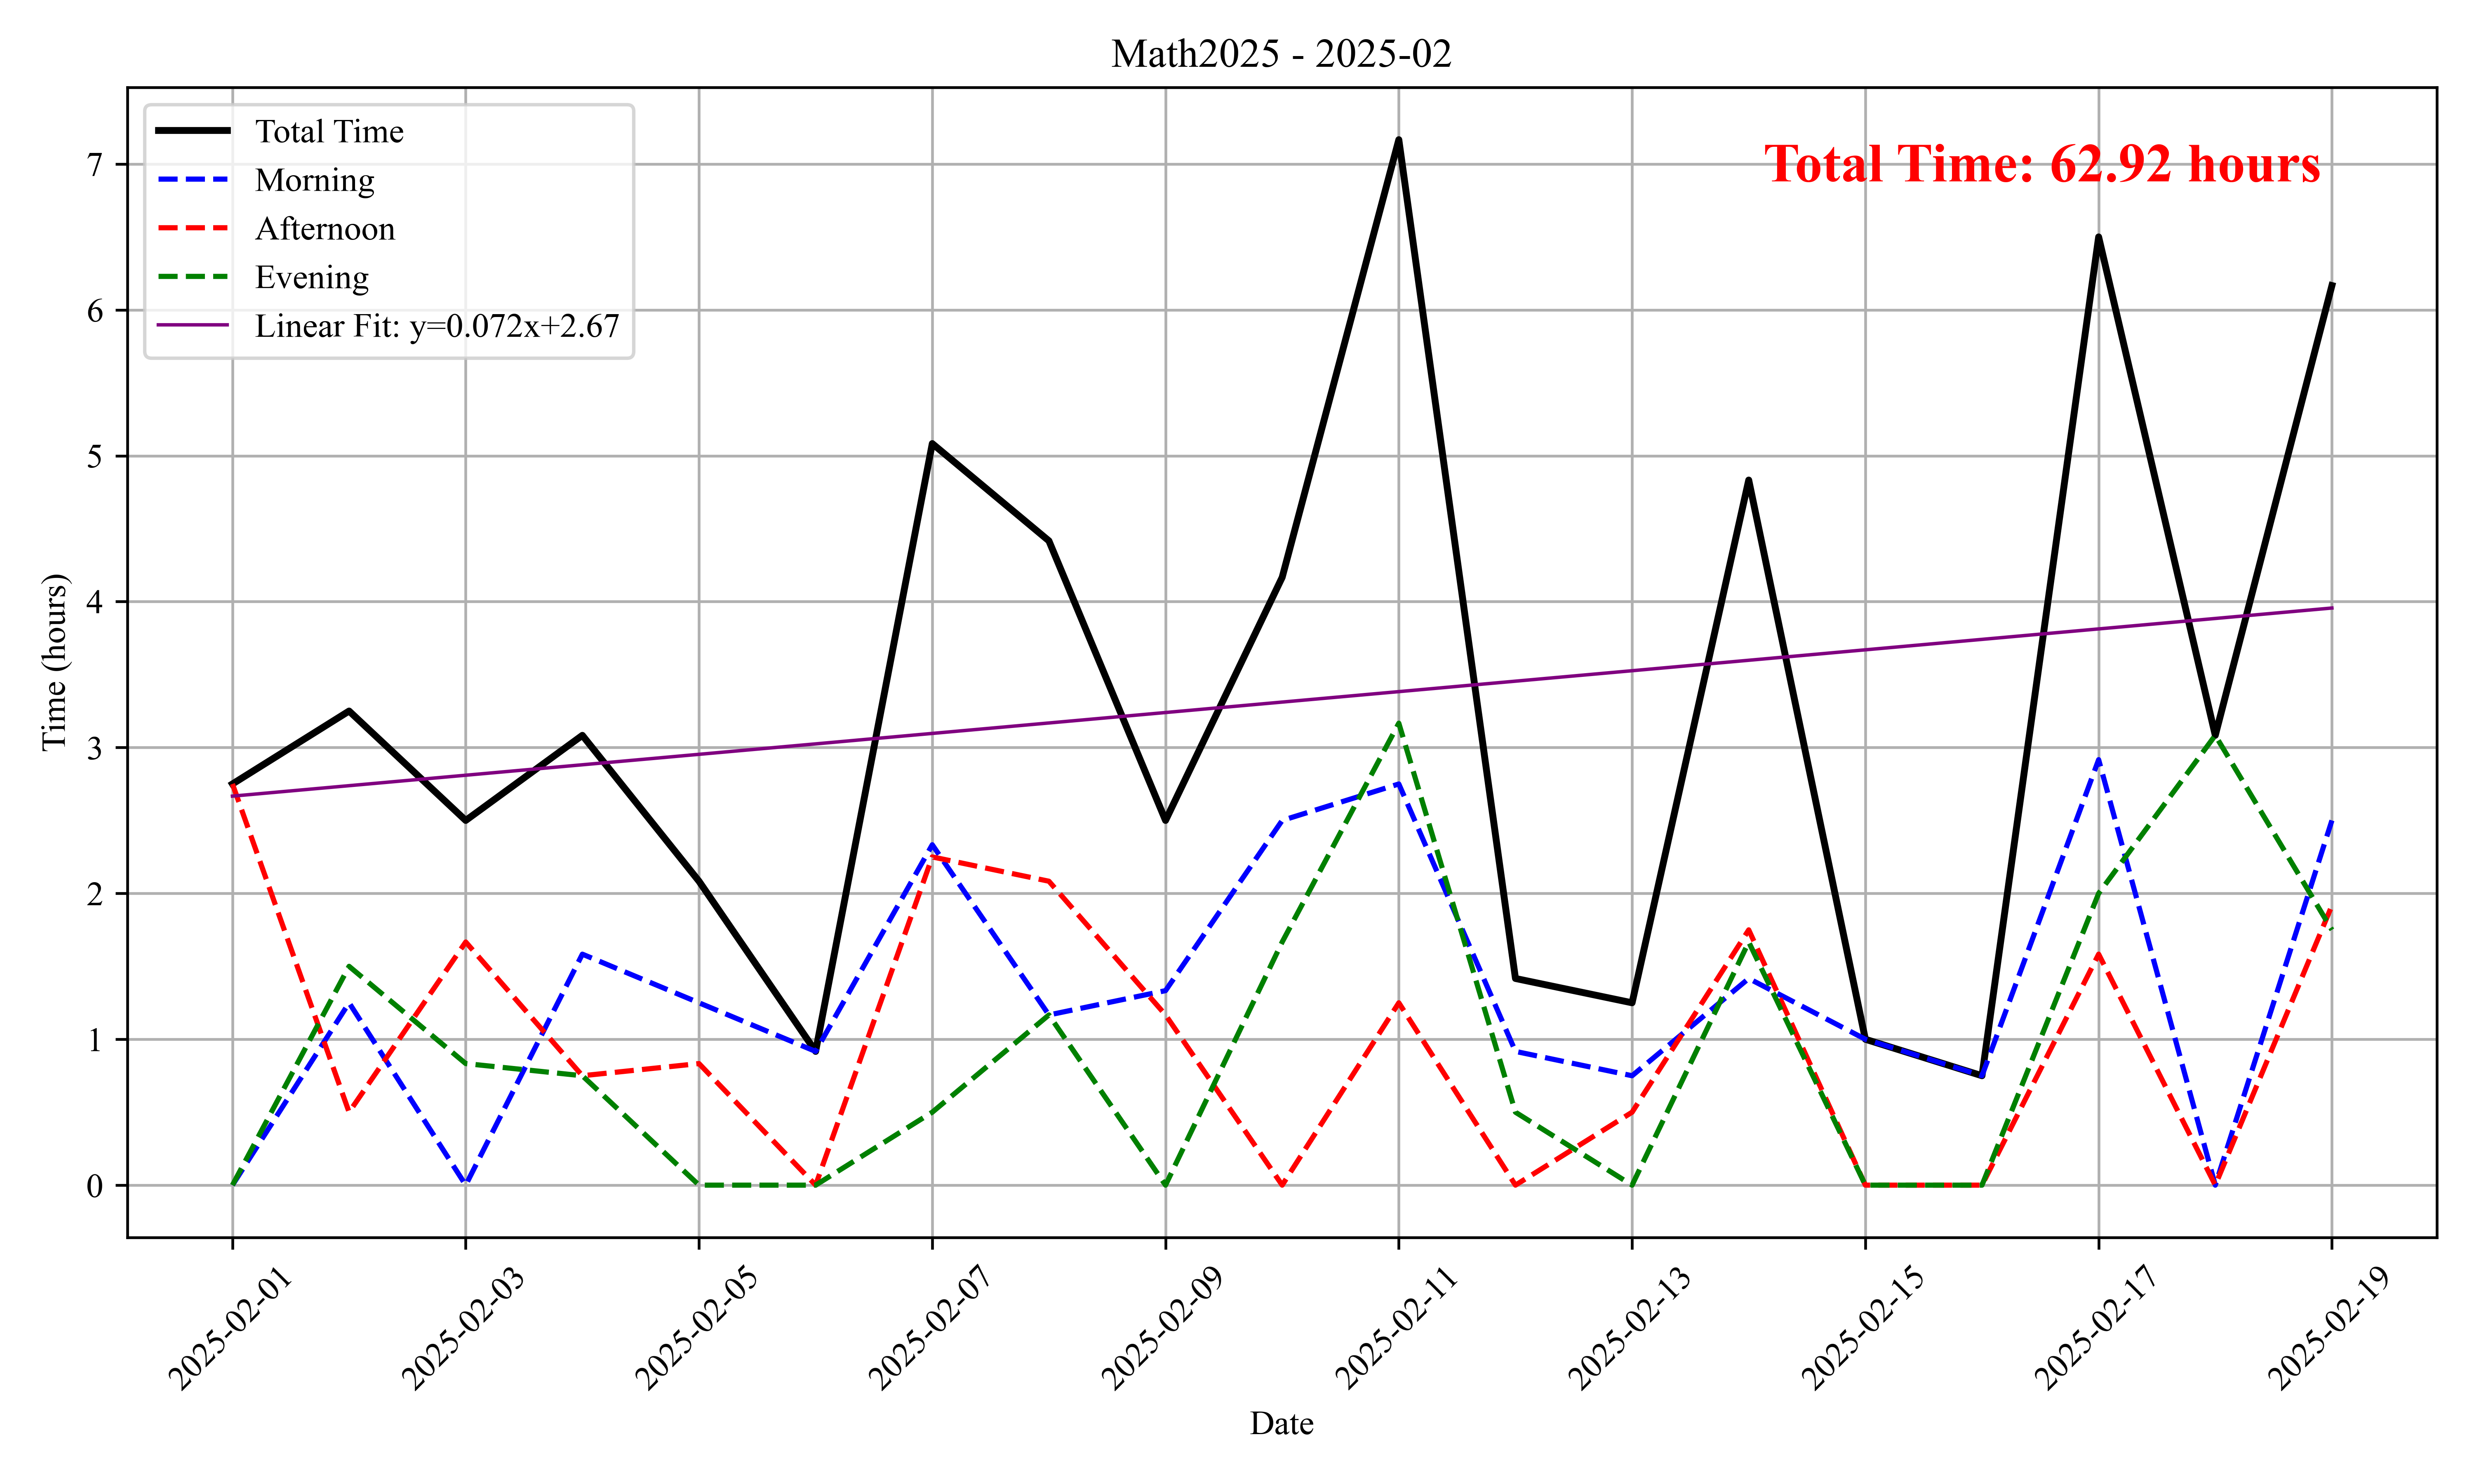 Math2025 - 2025-02
Total Time
Morning
Afternoon
Evening
Linear Fit: y=0.072x+2.67
Total Time: 62.92 hours
Time (hours)
7
6
5
4
3
2
1
0
2025-02-01
2025-02-03
2025-02-05
2025-02-07
2025-02-09
2025-02-11
2025-02-13
2025-02-15
2025-02-17
2025-02-19
Date